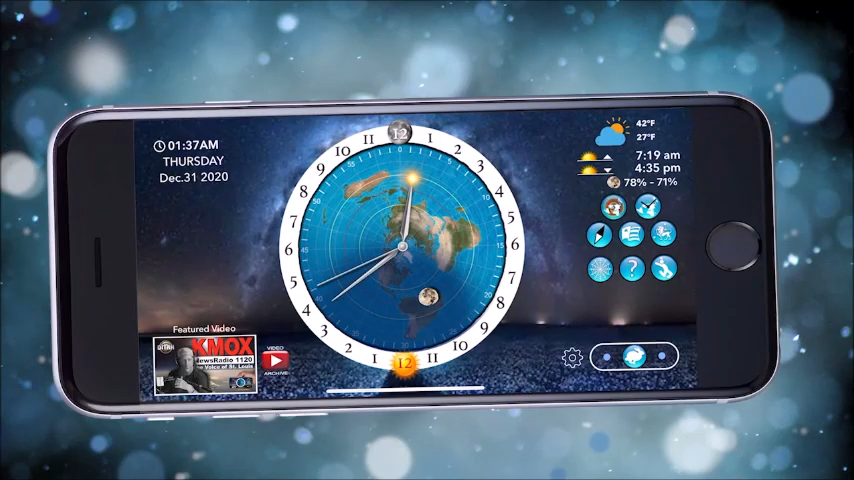 01:37AM
THURSDAY
Dec.31 2020
42°F
27°F
7:19 am
4:35 pm
78% - 71%
12
1
2
3
4
5
6
7
8
9
10
11
12
1
2
3
4
5
6
7
8
9
10
11
?
Featured Video
DITRH
KMOX
NewsRadio 1120
The Voice of St. Louis
VIDEO
ARCHIVE